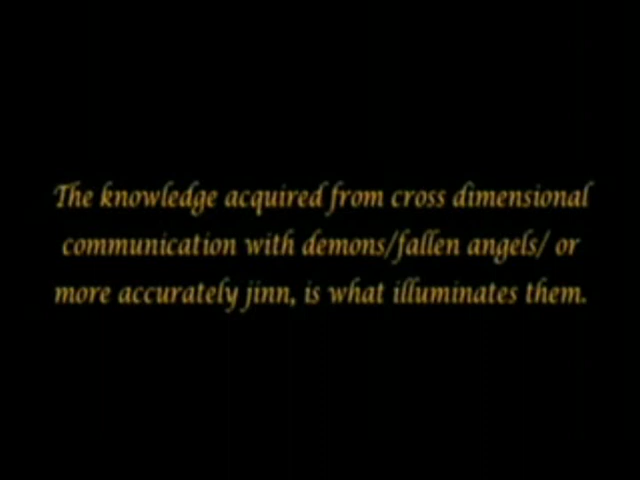 The knowledge acquired from cross dimensional
communication with demons/fallen angels/ or
more accurately jinn, is what illuminates them.